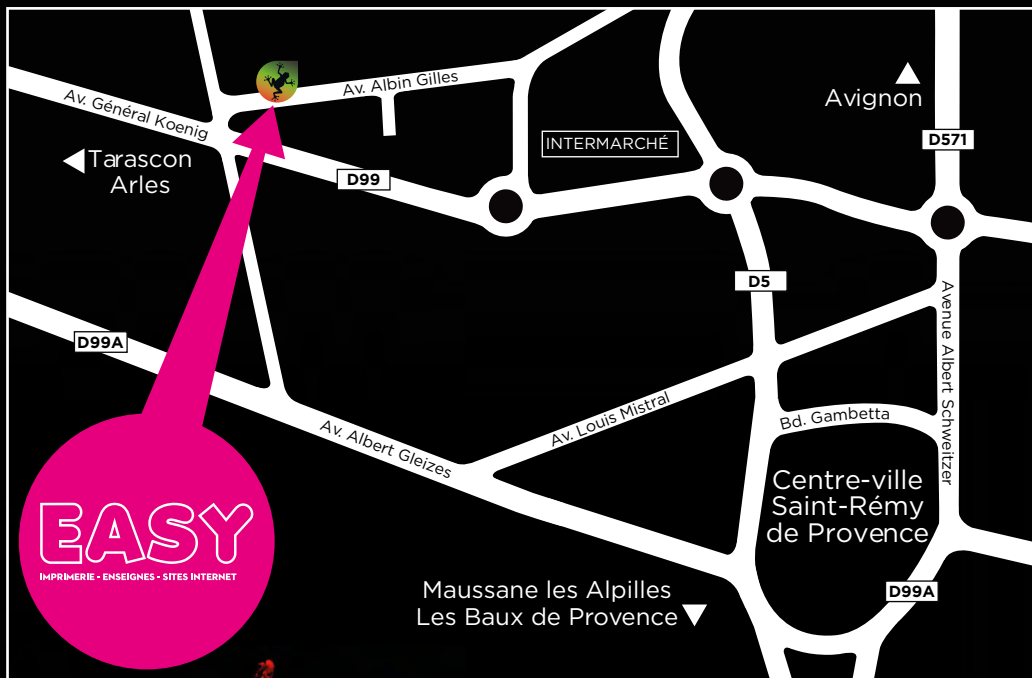 Av. Général Koenig
Av. Albin Gilles
Avignon
Tarascon
Arles
INTERMARCHÉ
D571
D99
D5
D99A
Avenue Albert Schweitzer
Av. Louis Mistral
Bd. Gambetta
Av. Albert Gleizes
Centre-ville
Saint-Rémy
de Provence
EASY
IMPRIMERIE - ENSEIGNES - SITES INTERNET
Maussane les Alpilles
Les Baux de Provence
D99A